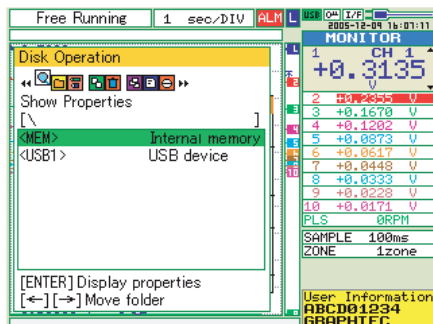 Free Running 1 sec/DIV ALM L USB I/F
2005-12-09 16:07:11
MONITOR
Disk Operation
1 CH 1
+0.3135
V
Show Properties
[\ ]
<MEM> Internal memory
<USB1> USB device
2 +0.2355 V
3 +0.1670 V
4 +0.1202 V
5 +0.0873 V
6 +0.0617 V
7 +0.0448 V
8 +0.0333 V
9 +0.0228 V
10 +0.0171 V
PLS 0RPM
SAMPLE 100ms
ZONE 1zone
[ENTER] Display properties
[←][→] Move folder
User Information
ABCD01234
GRAPHTEC